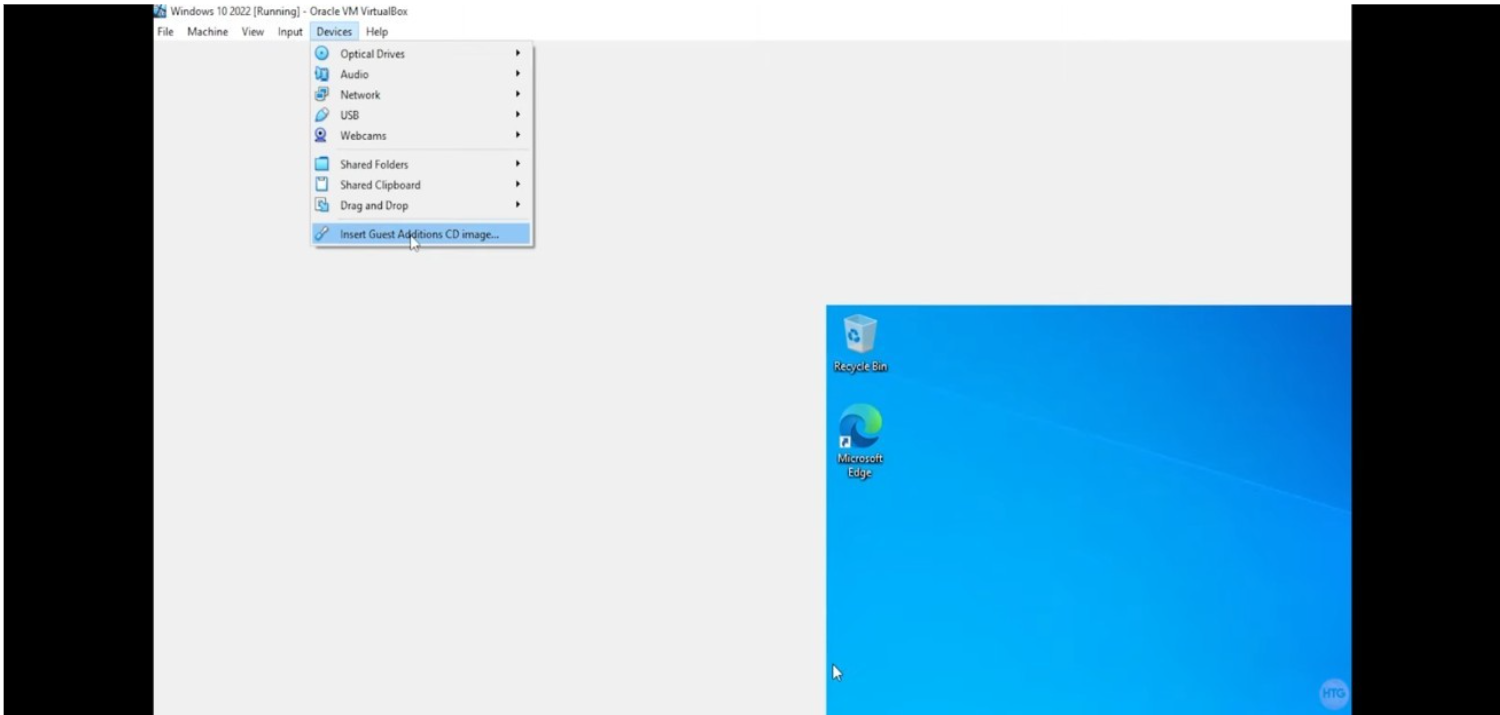 Windows 10 2022 [Running] - Oracle VM VirtualBox
File Machine View Input Devices Help
Optical Drives
Audio
Network
USB
Webcams
Shared Folders
Shared Clipboard
Drag and Drop
Insert Guest Additions CD image...
Recycle Bin
Microsoft
Edge
HTG